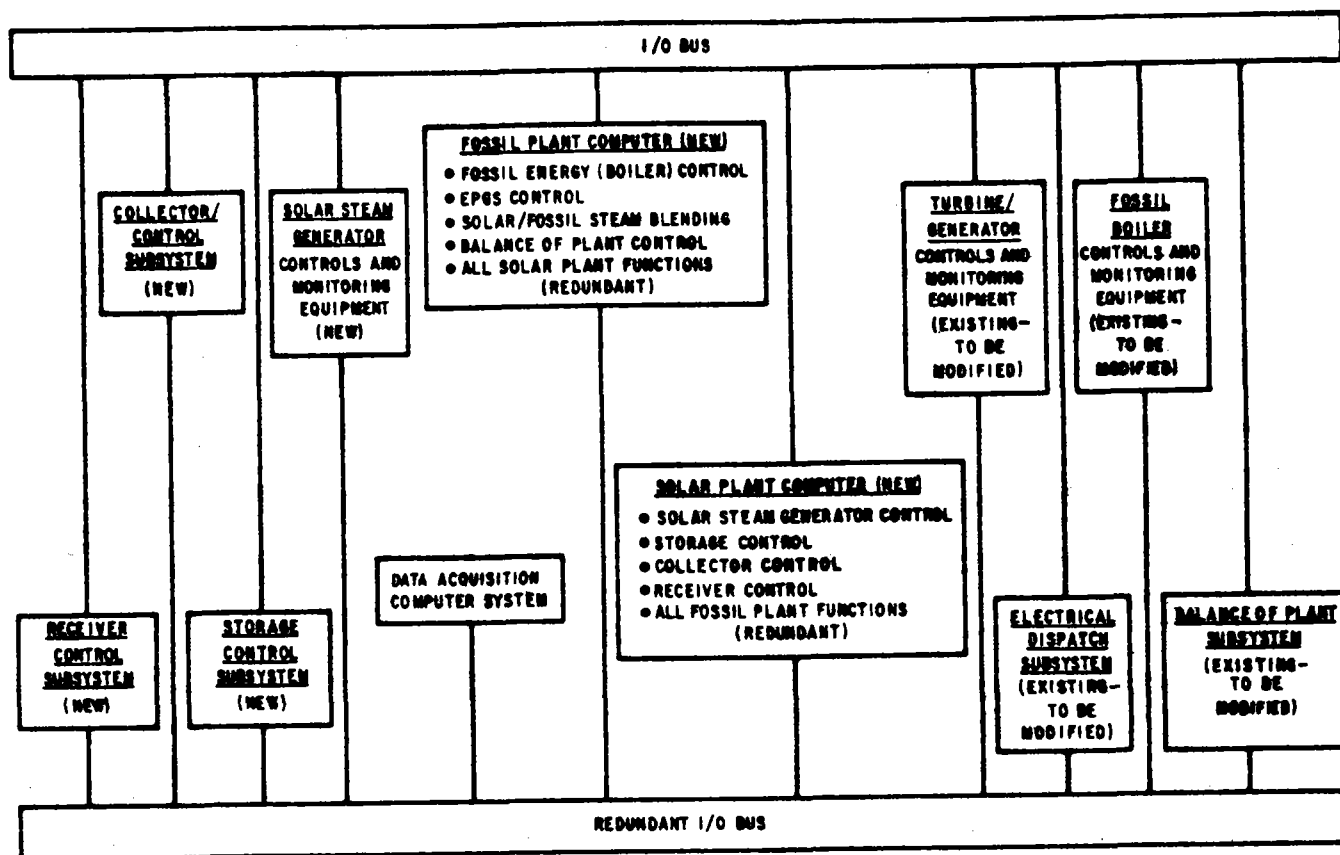 I/O BUS
COLLECTOR/
CONTROL
SUBSYSTEM
(NEW)
SOLAR STEAM
GENERATOR
CONTROLS AND
MONITORING
EQUIPMENT
(NEW)
FOSSIL PLANT COMPUTER (NEW)
● FOSSIL ENERGY (BOILER) CONTROL
● EPGS CONTROL
● SOLAR/FOSSIL STEAM BLENDING
● BALANCE OF PLANT CONTROL
● ALL SOLAR PLANT FUNCTIONS
(REDUNDANT)
TURBINE/
GENERATOR
CONTROLS AND
MONITORING
EQUIPMENT
(EXISTING-
TO BE
MODIFIED)
FOSSIL
BOILER
CONTROLS AND
MONITORING
EQUIPMENT
(EXISTING-
TO BE
MODIFIED)
RECEIVER
CONTROL
SUBSYSTEM
(NEW)
STORAGE
CONTROL
SUBSYSTEM
(NEW)
DATA ACQUISITION
COMPUTER SYSTEM
SOLAR PLANT COMPUTER (NEW)
● SOLAR STEAM GENERATOR CONTROL
● STORAGE CONTROL
● COLLECTOR CONTROL
● RECEIVER CONTROL
● ALL FOSSIL PLANT FUNCTIONS
(REDUNDANT)
ELECTRICAL
DISPATCH
SUBSYSTEM
(EXISTING-
TO BE
MODIFIED)
BALANCE OF PLANT
SUBSYSTEM
(EXISTING-
TO BE
MODIFIED)
REDUNDANT I/O BUS